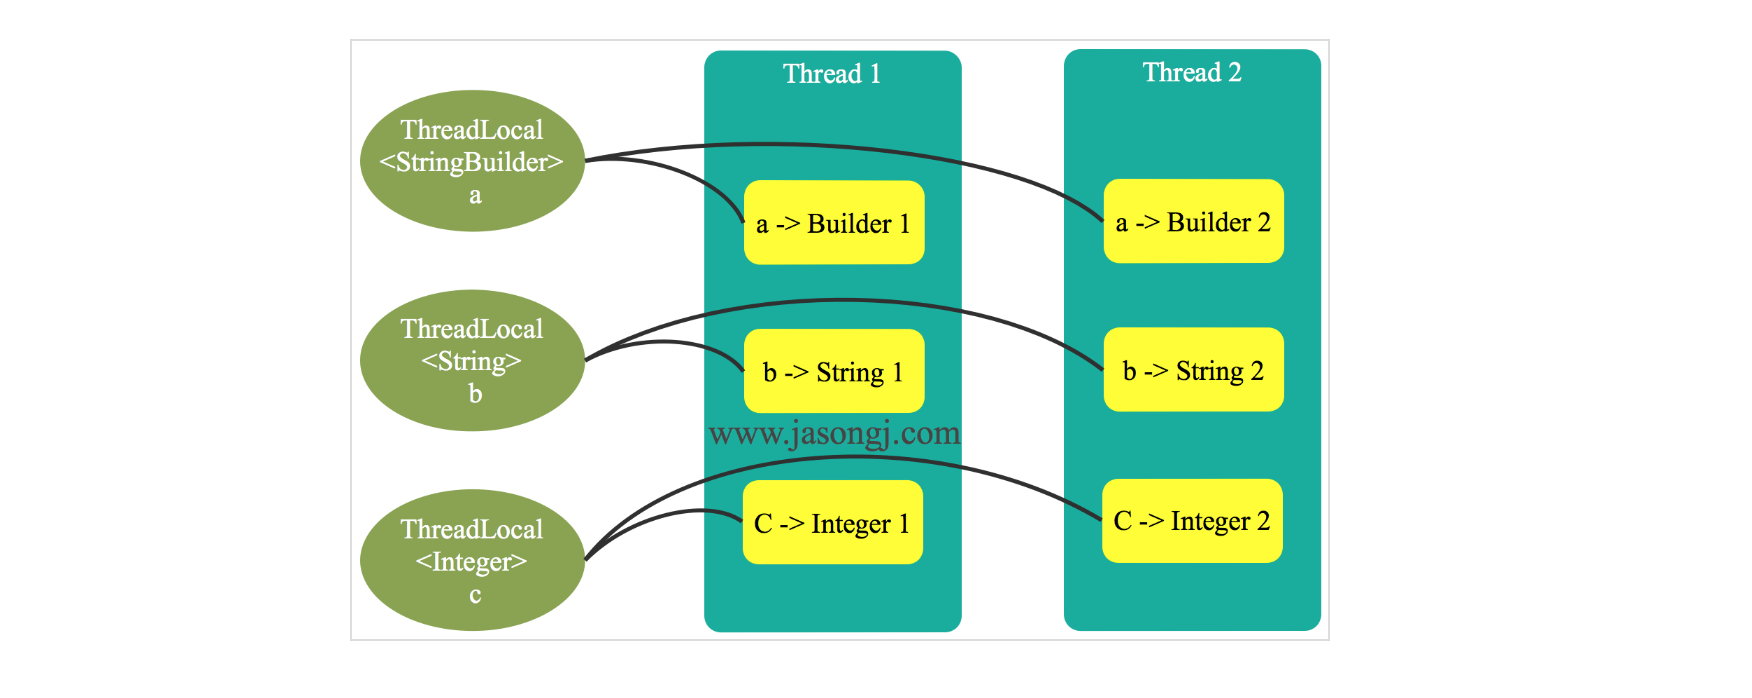 Thread 1
Thread 2
ThreadLocal
<StringBuilder>
a
a -> Builder 1
a -> Builder 2
ThreadLocal
<String>
b
b -> String 1
b -> String 2
www.jasongj.com
ThreadLocal
<Integer>
c
C -> Integer 1
C -> Integer 2